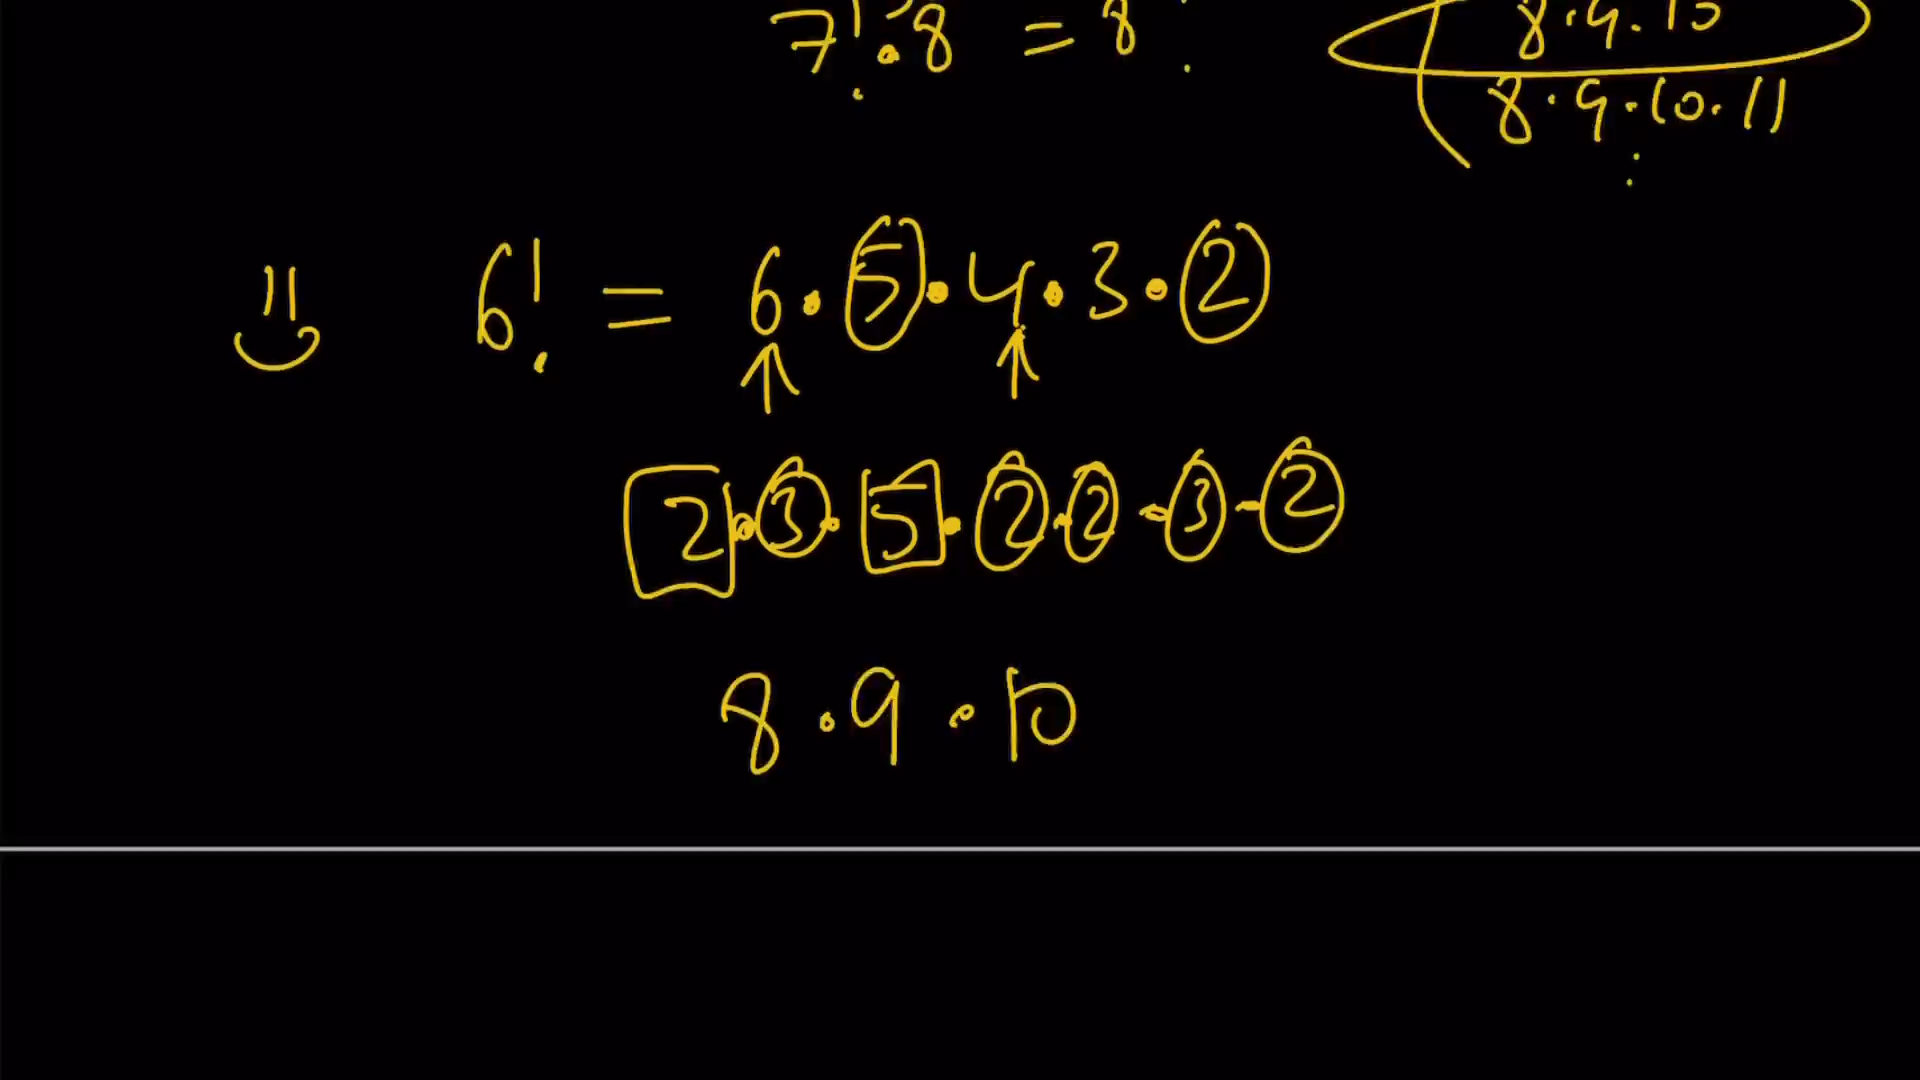 7! · 8 = 8
8 · 9 · 10
8 · 9 · 10 · 11
6! = 6 · 5 · 4 · 3 · 2
2 · 3 · 5 · 2 · 2 · 3 · 2
8 · 9 · 10